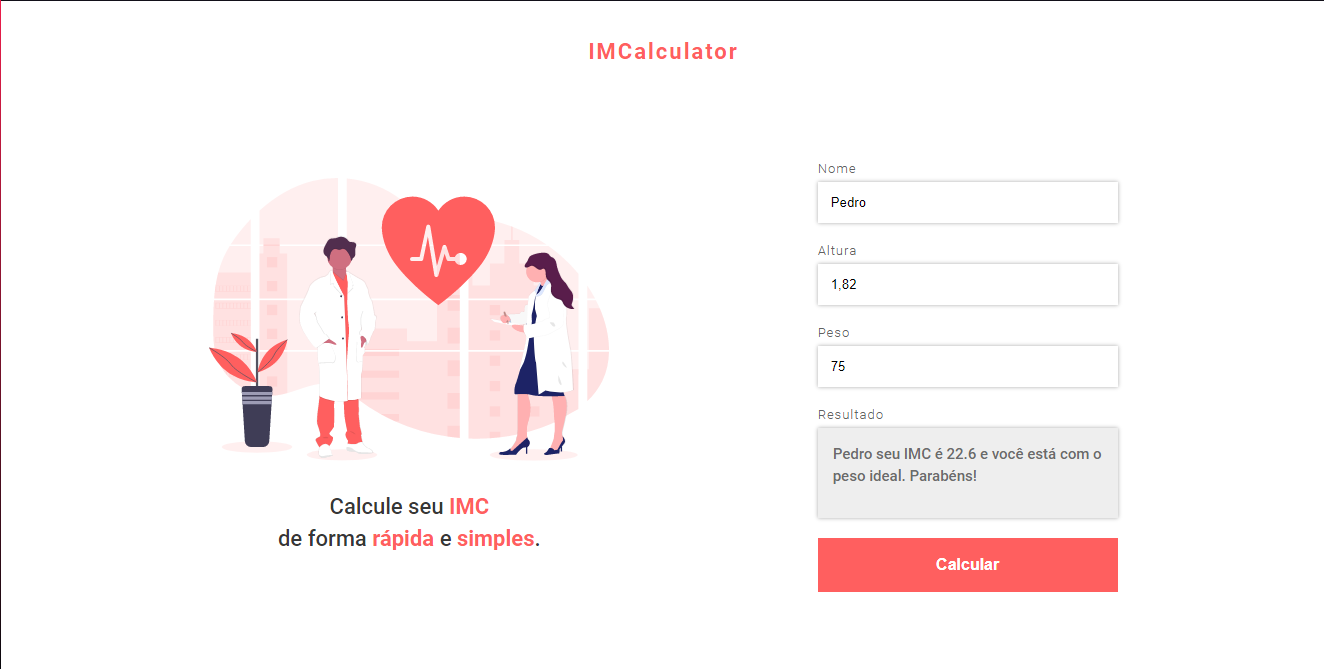 IMCalculator
Calcule seu IMC
de forma rápida e simples.
Nome
Pedro
Altura
1,82
Peso
75
Resultado
Pedro seu IMC é 22.6 e você está com o
peso ideal. Parabéns!
Calcular